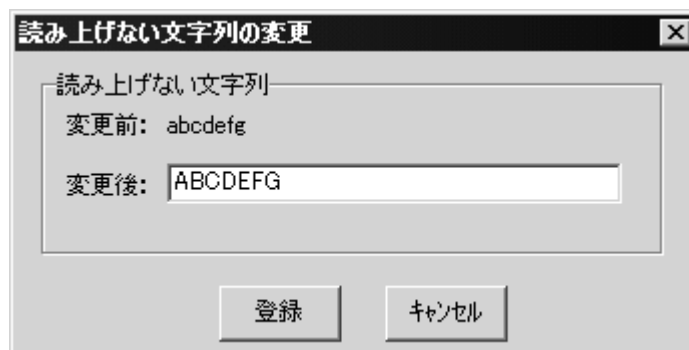 読み上げない文字列の変更
読み上げない文字列
変更前: abcdefg
変更後: ABCDEFG
登録 ｷｬﾝｾﾙ